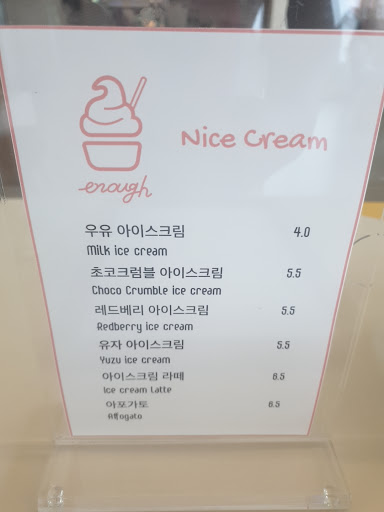 Nice Cream
enough
우유 아이스크림 4.0
Milk ice cream
초코크럼블 아이스크림 5.5
Choco Crumble ice cream
레드베리 아이스크림 5.5
Redberry ice cream
유자 아이스크림 5.5
Yuzu ice cream
아이스크림 라떼 6.5
Ice cream Latte
아포가토 6.5
Affogato